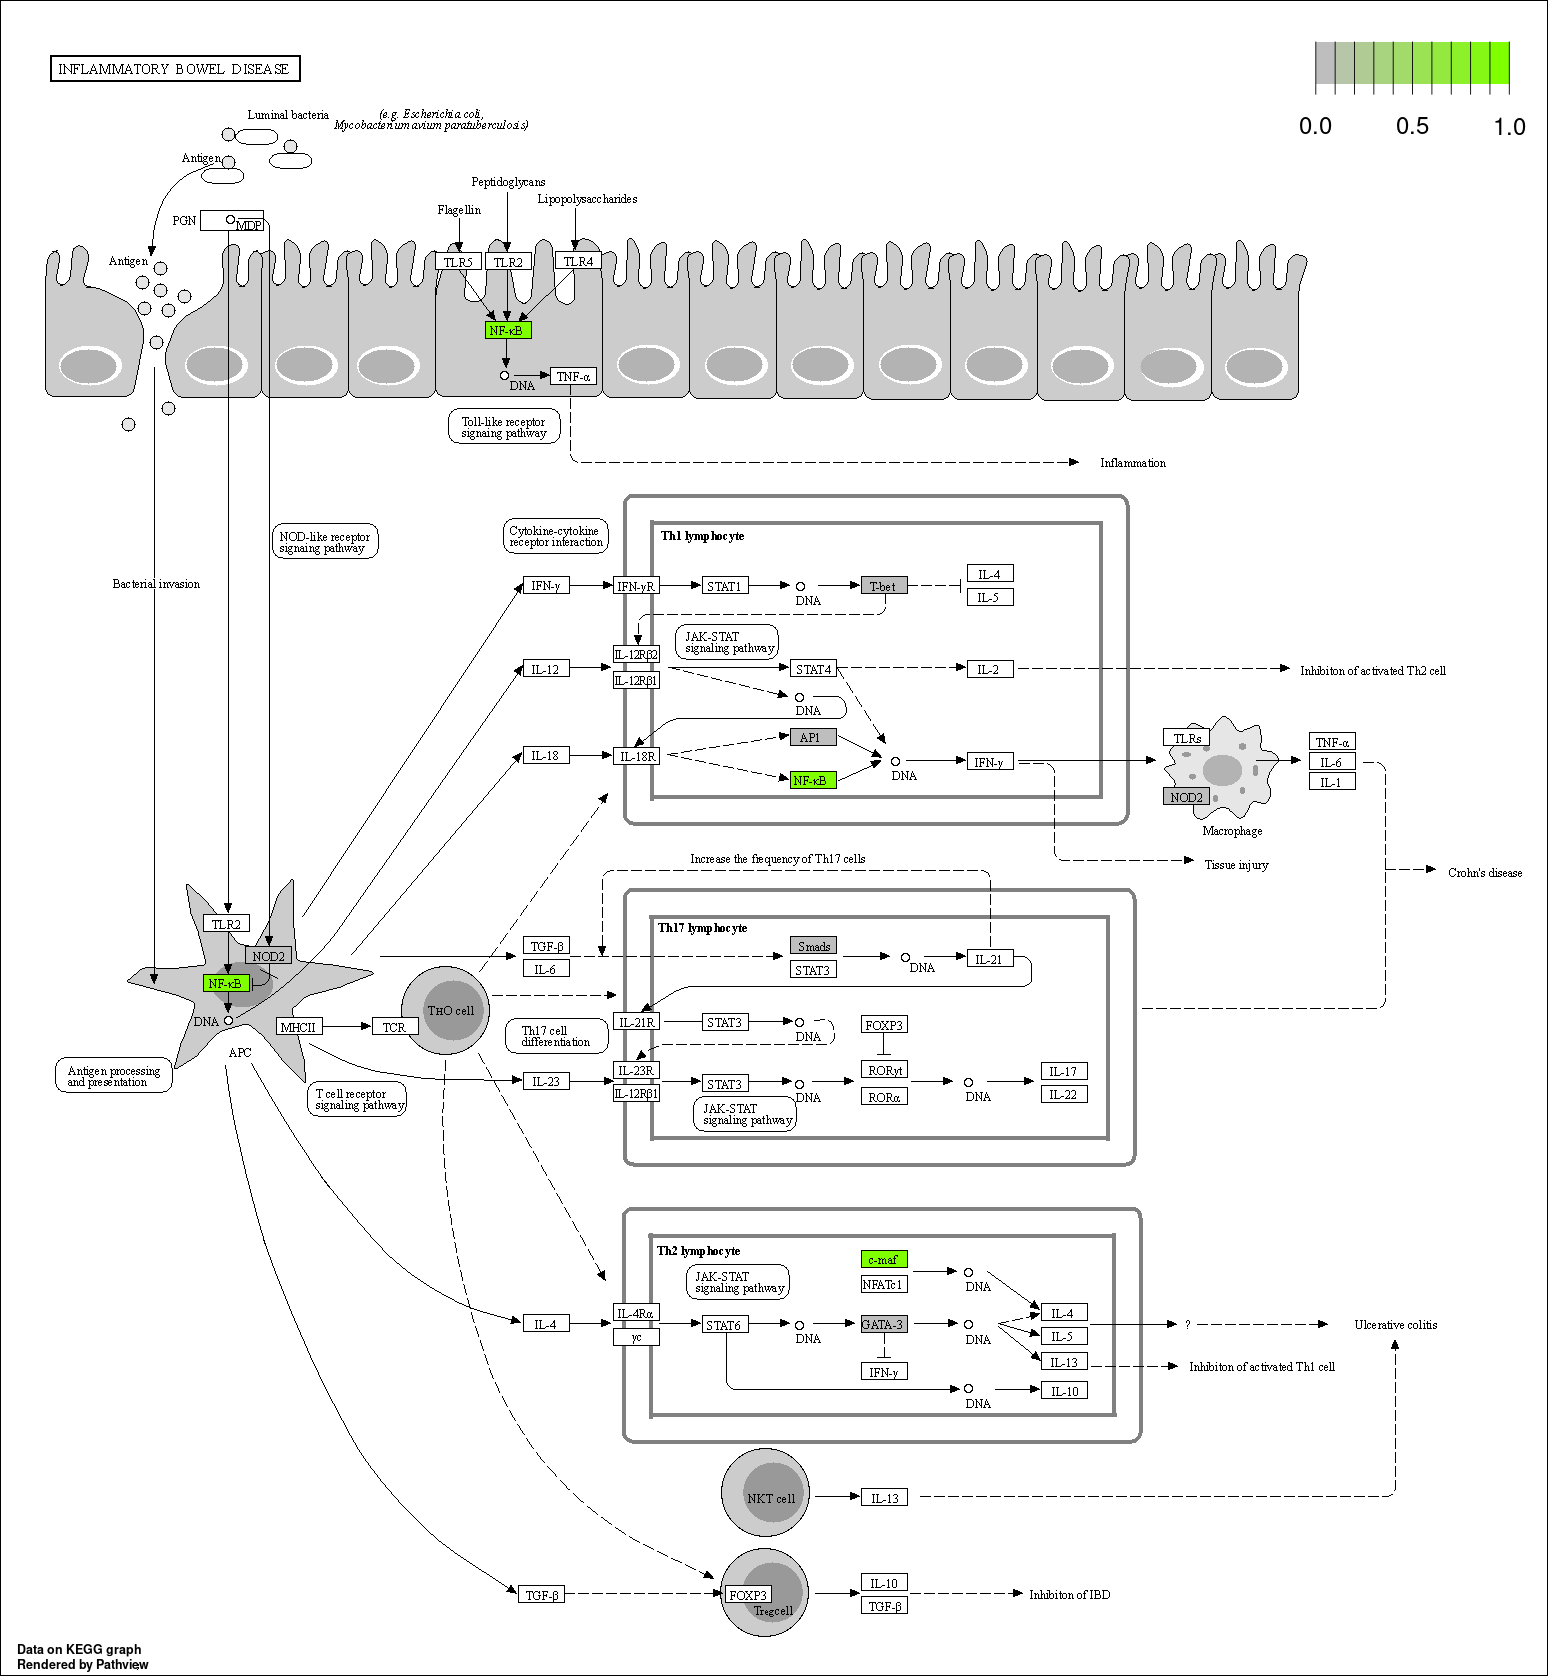 INFLAMMATORY BOWEL DISEASE
0.0 0.5 1.0
Luminal bacteria
(e.g. Escherichia coli,
Mycobacterium avium paratuberculosis)
Antigen
Peptidoglycans
Flagellin
Lipopolysaccharides
PGN
MDP
Antigen
TLR5
TLR2
TLR4
NF-κB
DNA
TNF-α
Toll-like receptor
signaing pathway
Inflammation
NOD-like receptor
signaing pathway
Cytokine-cytokine
receptor interaction
Bacterial invasion
Th1 lymphocyte
IFN-γ
IFN-γR
STAT1
DNA
T-bet
IL-4
IL-5
JAK-STAT
signaling pathway
IL-12
IL-12Rβ2
IL-12Rβ1
STAT4
IL-2
Inhibiton of activated Th2 cell
DNA
IL-18
IL-18R
AP1
NF-κB
DNA
IFN-γ
TLRs
NOD2
Macrophage
TNF-α
IL-6
IL-1
Tissue injury
Crohn's disease
Increase the frequency of Th17 cells
TLR2
NOD2
NF-κB
DNA
APC
MHCII
TCR
THO cell
Antigen processing
and presentation
T cell receptor
signaling pathway
Th17 lymphocyte
TGF-β
IL-6
Smads
STAT3
DNA
IL-21
Th17 cell
differentiation
IL-21R
STAT3
DNA
FOXP3
IL-23
IL-23R
IL-12Rβ1
STAT3
DNA
RORγt
RORα
DNA
IL-17
IL-22
JAK-STAT
signaling pathway
Th2 lymphocyte
JAK-STAT
signaling pathway
c-maf
NFATc1
DNA
IL-4
IL-4Rα
γc
STAT6
DNA
GATA-3
IFN-γ
DNA
IL-4
IL-5
IL-13
?
Ulcerative colitis
Inhibiton of activated Th1 cell
DNA
IL-10
NKT cell
IL-13
TGF-β
FOXP3
Treg cell
IL-10
TGF-β
Inhibiton of IBD
Data on KEGG graph
Rendered by Pathview